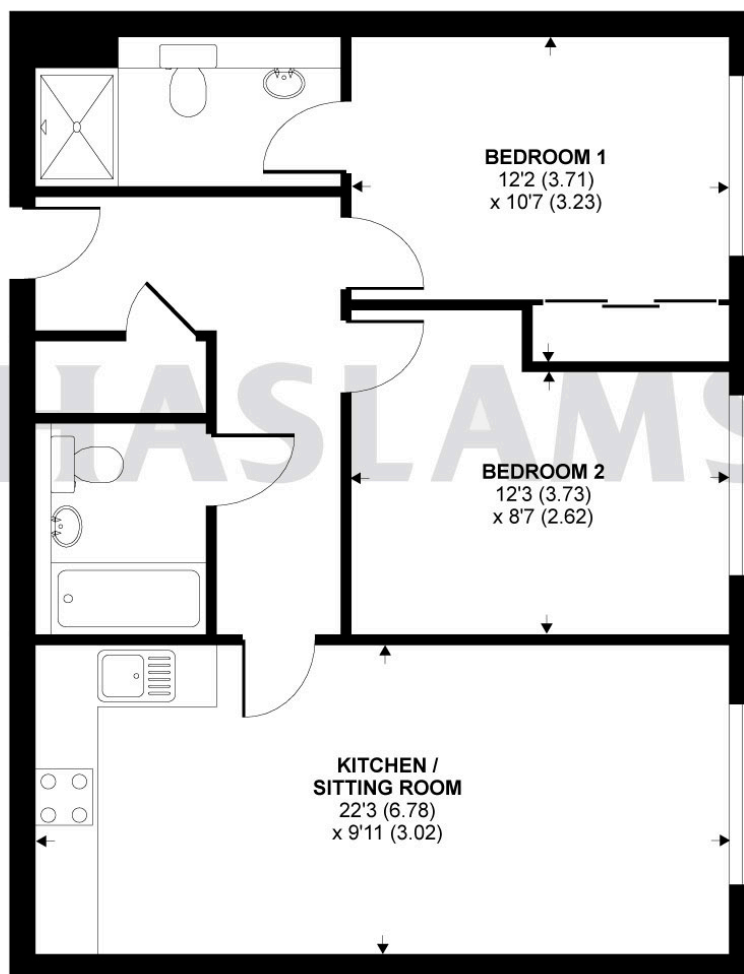 BEDROOM 1
12'2 (3.71)
x 10'7 (3.23)
HASLAMS
BEDROOM 2
12'3 (3.73)
x 8'7 (2.62)
KITCHEN /
SITTING ROOM
22'3 (6.78)
x 9'11 (3.02)